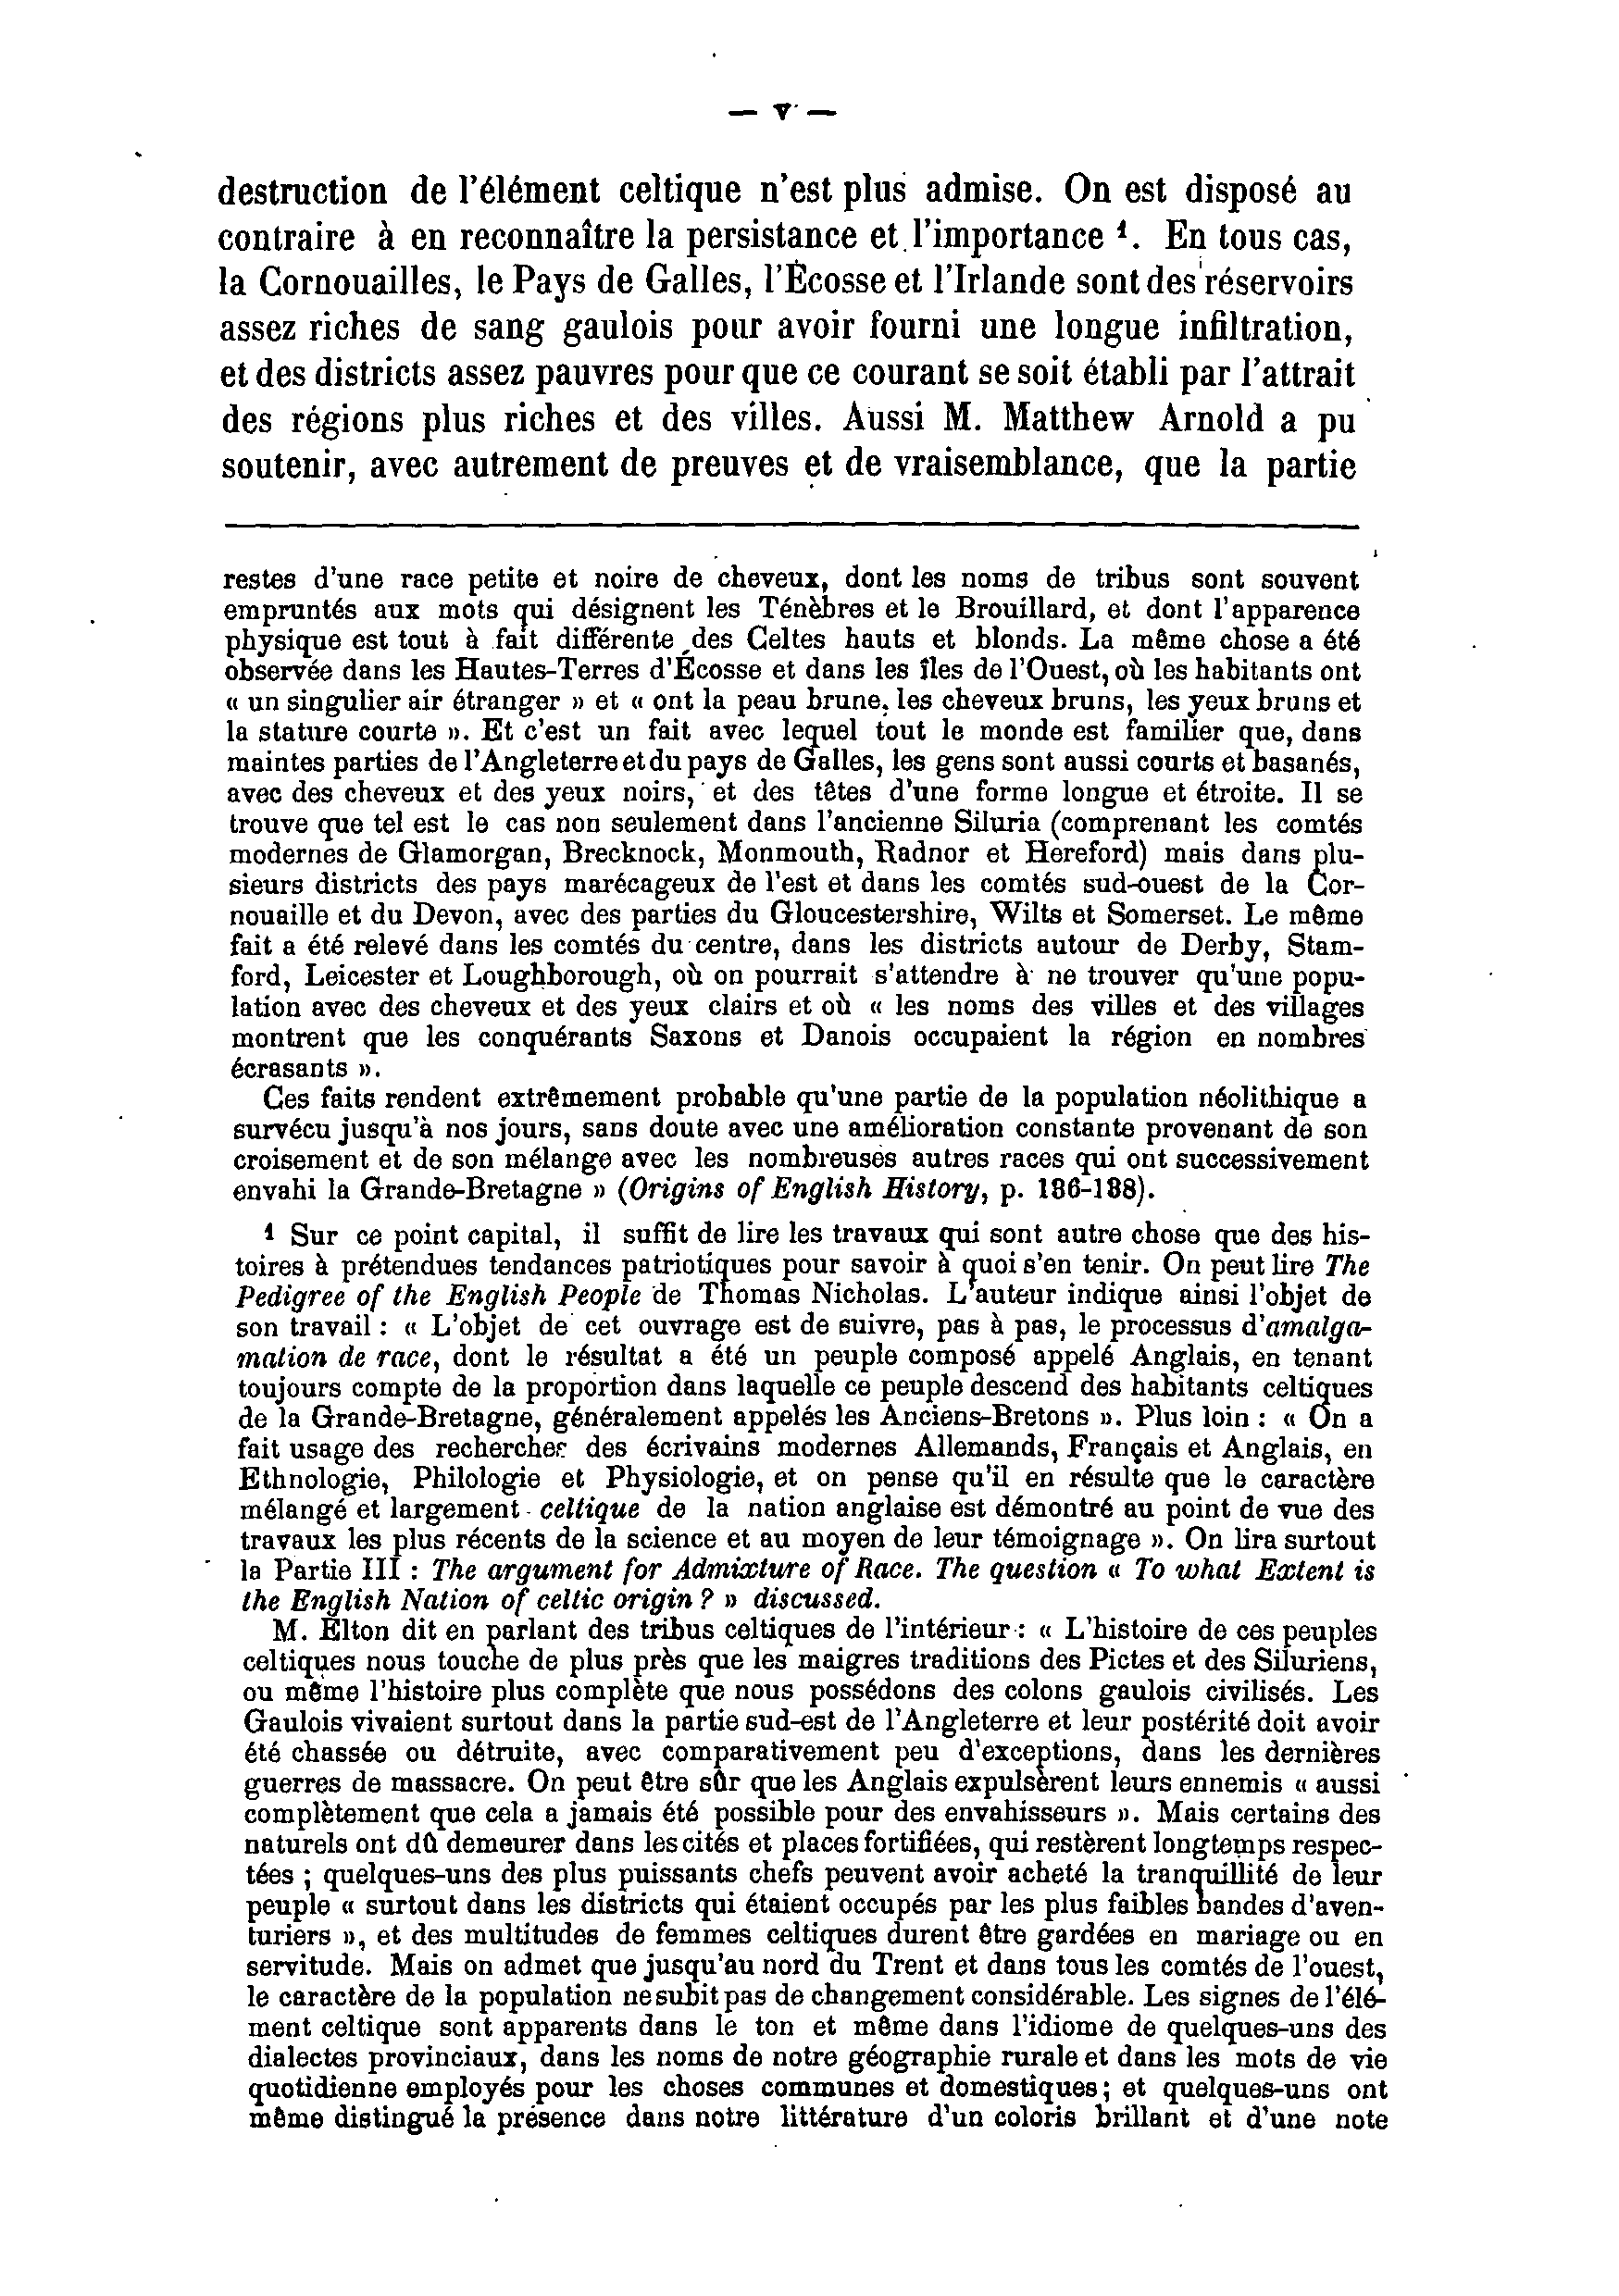 — V —
destruction de l'élément celtique n'est plus admise. On est disposé au
contraire à en reconnaître la persistance et l'importance ¹. En tous cas,
la Cornouailles, le Pays de Galles, l'Écosse et l'Irlande sont des réservoirs
assez riches de sang gaulois pour avoir fourni une longue infiltration,
et des districts assez pauvres pour que ce courant se soit établi par l'attrait
des régions plus riches et des villes. Aussi M. Matthew Arnold a pu
soutenir, avec autrement de preuves et de vraisemblance, que la partie
restes d'une race petite et noire de cheveux, dont les noms de tribus sont souvent
empruntés aux mots qui désignent les Ténèbres et le Brouillard, et dont l'apparence
physique est tout à fait différente des Celtes hauts et blonds. La même chose a été
observée dans les Hautes-Terres d'Écosse et dans les îles de l'Ouest, où les habitants ont
« un singulier air étranger » et « ont la peau brune, les cheveux bruns, les yeux bruns et
la stature courte ». Et c'est un fait avec lequel tout le monde est familier que, dans
maintes parties de l'Angleterre et du pays de Galles, les gens sont aussi courts et basanés,
avec des cheveux et des yeux noirs, et des têtes d'une forme longue et étroite. Il se
trouve que tel est le cas non seulement dans l'ancienne Siluria (comprenant les comtés
modernes de Glamorgan, Brecknock, Monmouth, Radnor et Hereford) mais dans plu-
sieurs districts des pays marécageux de l'est et dans les comtés sud-ouest de la Cor-
nouaille et du Devon, avec des parties du Gloucestershire, Wilts et Somerset. Le même
fait a été relevé dans les comtés du centre, dans les districts autour de Derby, Stam-
ford, Leicester et Loughborough, où on pourrait s'attendre à ne trouver qu'une popu-
lation avec des cheveux et des yeux clairs et où « les noms des villes et des villages
montrent que les conquérants Saxons et Danois occupaient la région en nombres
écrasants ».
Ces faits rendent extrêmement probable qu'une partie de la population néolithique a
survécu jusqu'à nos jours, sans doute avec une amélioration constante provenant de son
croisement et de son mélange avec les nombreuses autres races qui ont successivement
envahi la Grande-Bretagne » (Origins of English History, p. 186-188).
¹ Sur ce point capital, il suffit de lire les travaux qui sont autre chose que des his-
toires à prétendues tendances patriotiques pour savoir à quoi s'en tenir. On peut lire The
Pedigree of the English People de Thomas Nicholas. L'auteur indique ainsi l'objet de
son travail : « L'objet de cet ouvrage est de suivre, pas à pas, le processus d'amalga-
mation de race, dont le résultat a été un peuple composé appelé Anglais, en tenant
toujours compte de la proportion dans laquelle ce peuple descend des habitants celtiques
de la Grande-Bretagne, généralement appelés les Anciens-Bretons ». Plus loin : « On a
fait usage des recherches des écrivains modernes Allemands, Français et Anglais, en
Ethnologie, Philologie et Physiologie, et on pense qu'il en résulte que le caractère
mélangé et largement celtique de la nation anglaise est démontré au point de vue des
travaux les plus récents de la science et au moyen de leur témoignage ». On lira surtout
la Partie III : The argument for Admixture of Race. The question « To what Extent is
the English Nation of celtic origin ? » discussed.
M. Elton dit en parlant des tribus celtiques de l'intérieur : « L'histoire de ces peuples
celtiques nous touche de plus près que les maigres traditions des Pictes et des Siluriens,
ou même l'histoire plus complète que nous possédons des colons gaulois civilisés. Les
Gaulois vivaient surtout dans la partie sud-est de l'Angleterre et leur postérité doit avoir
été chassée ou détruite, avec comparativement peu d'exceptions, dans les dernières
guerres de massacre. On peut être sûr que les Anglais expulsèrent leurs ennemis « aussi
complètement que cela a jamais été possible pour des envahisseurs ». Mais certains des
naturels ont dû demeurer dans les cités et places fortifiées, qui restèrent longtemps respec-
tées ; quelques-uns des plus puissants chefs peuvent avoir acheté la tranquillité de leur
peuple « surtout dans les districts qui étaient occupés par les plus faibles bandes d'aven-
turiers », et des multitudes de femmes celtiques durent être gardées en mariage ou en
servitude. Mais on admet que jusqu'au nord du Trent et dans tous les comtés de l'ouest,
le caractère de la population ne subit pas de changement considérable. Les signes de l'élé-
ment celtique sont apparents dans le ton et même dans l'idiome de quelques-uns des
dialectes provinciaux, dans les noms de notre géographie rurale et dans les mots de vie
quotidienne employés pour les choses communes et domestiques ; et quelques-uns ont
même distingué la présence dans notre littérature d'un coloris brillant et d'une note